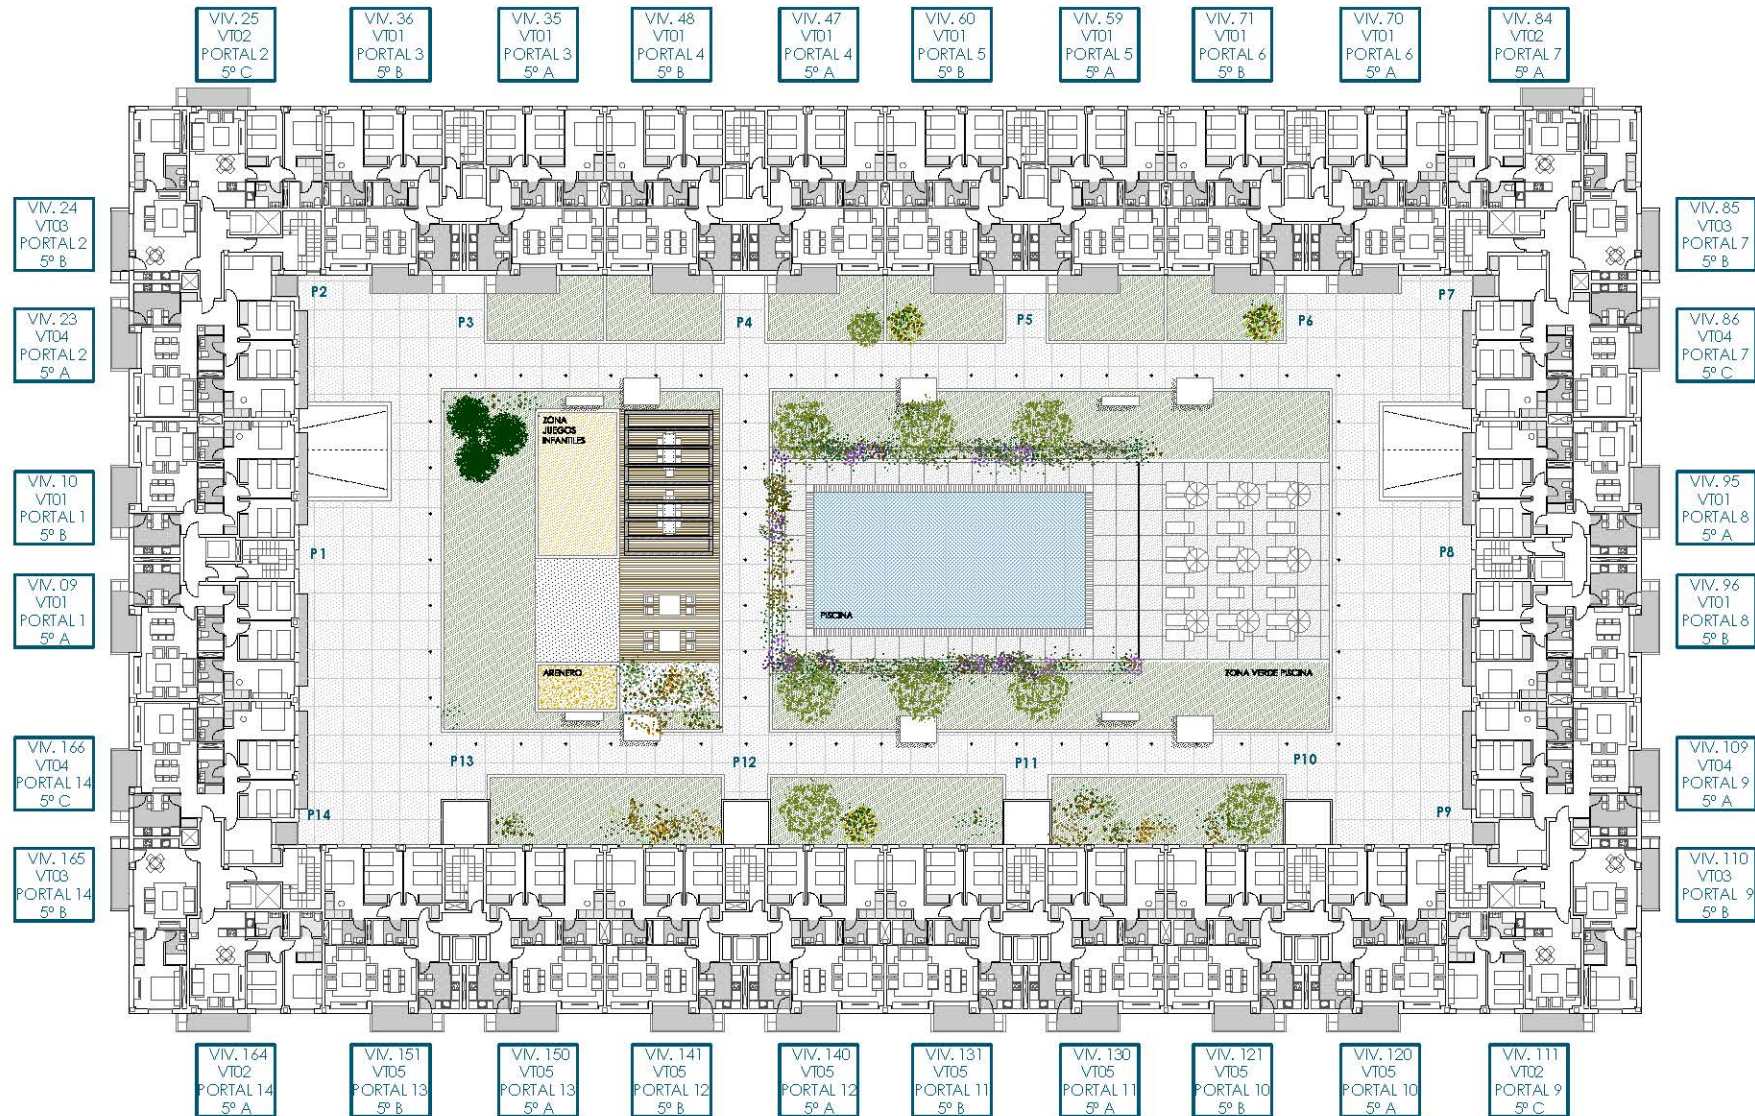 VIV. 25
VT02
PORTAL 2
5º C
VIV. 36
VT01
PORTAL 3
5º B
VIV. 35
VT01
PORTAL 3
5º A
VIV. 48
VT01
PORTAL 4
5º B
VIV. 47
VT01
PORTAL 4
5º A
VIV. 60
VT01
PORTAL 5
5º B
VIV. 59
VT01
PORTAL 5
5º A
VIV. 71
VT01
PORTAL 6
5º B
VIV. 70
VT01
PORTAL 6
5º A
VIV. 84
VT02
PORTAL 7
5º A
VIV. 24
VT03
PORTAL 2
5º B
VIV. 23
VT04
PORTAL 2
5º A
VIV. 10
VT01
PORTAL 1
5º B
VIV. 09
VT01
PORTAL 1
5º A
VIV. 166
VT04
PORTAL 14
5º C
VIV. 165
VT03
PORTAL 14
5º B
P2
P3
P4
P5
P6
P7
ZONA
JUEGOS
INFANTILES
P1
PISCINA
P8
ARENERO
ZONA VERDE PISCINA
P13
P12
P11
P10
P14
P9
VIV. 85
VT03
PORTAL 7
5º B
VIV. 86
VT04
PORTAL 7
5º C
VIV. 95
VT01
PORTAL 8
5º A
VIV. 96
VT01
PORTAL 8
5º B
VIV. 109
VT04
PORTAL 9
5º A
VIV. 110
VT03
PORTAL 9
5º B
VIV. 164
VT02
PORTAL 14
5º A
VIV. 151
VT05
PORTAL 13
5º B
VIV. 150
VT05
PORTAL 13
5º A
VIV. 141
VT05
PORTAL 12
5º B
VIV. 140
VT05
PORTAL 12
5º A
VIV. 131
VT05
PORTAL 11
5º B
VIV. 130
VT05
PORTAL 11
5º A
VIV. 121
VT05
PORTAL 10
5º B
VIV. 120
VT05
PORTAL 10
5º A
VIV. 111
VT02
PORTAL 9
5º C